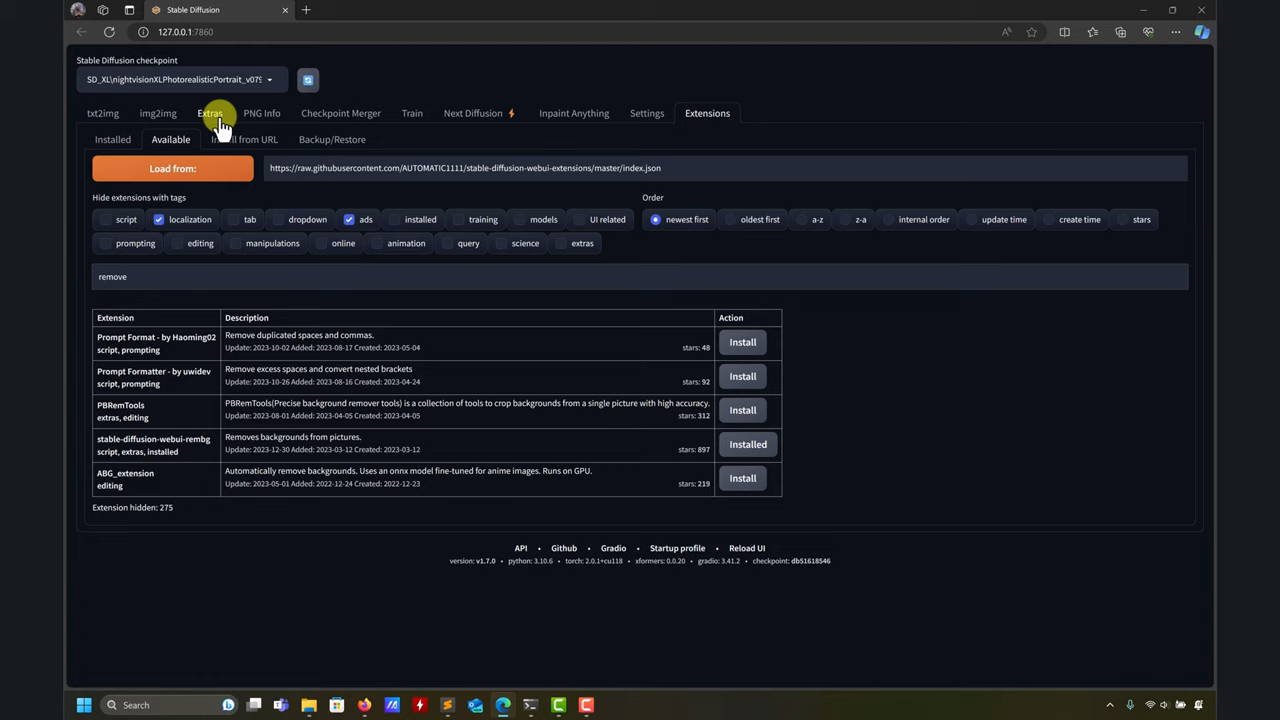 Stable Diffusion
127.0.0.1:7860
Stable Diffusion checkpoint
SD_XL\nightvisionXLPhotorealisticPortrait_v079
txt2img img2img Extras PNG Info Checkpoint Merger Train Next Diffusion Inpaint Anything Settings Extensions
Installed Available URL Backup/Restore
Load from: https://raw.githubusercontent.com/AUTOMATIC1111/stable-diffusion-webui-extensions/master/index.json
Hide extensions with tags Order
script localization tab dropdown ads installed training models UI related newest first oldest first a-z z-a internal order update time create time stars
prompting editing manipulations online animation query science extras
remove
Extension Description Action
Prompt Format - by Haoming02 Remove duplicated spaces and commas. Install
script, prompting Update: 2023-10-02 Added: 2023-08-17 Created: 2023-05-04 stars: 48
Prompt Formatter - by uwidev Remove excess spaces and convert nested brackets Install
script, prompting Update: 2023-10-26 Added: 2023-08-16 Created: 2023-04-24 stars: 92
PBRemTools PBRemTools(Precise background remover tools) is a collection of tools to crop backgrounds from a single picture with high accuracy. Install
extras, editing Update: 2023-08-01 Added: 2023-04-05 Created: 2023-04-05 stars: 312
stable-diffusion-webui-rembg Removes backgrounds from pictures. Installed
script, extras, installed Update: 2023-12-30 Added: 2023-03-12 Created: 2023-03-12 stars: 897
ABG_extension Automatically remove backgrounds. Uses an onnx model fine-tuned for anime images. Runs on GPU. Install
editing Update: 2023-05-01 Added: 2022-12-24 Created: 2022-12-23 stars: 219
Extension hidden: 275
API • Github • Gradio • Startup profile • Reload UI
version: v1.7.0 • python: 3.10.6 • torch: 2.0.1+cu118 • xformers: 0.0.20 • gradio: 3.41.2 • checkpoint: db51618546
Search